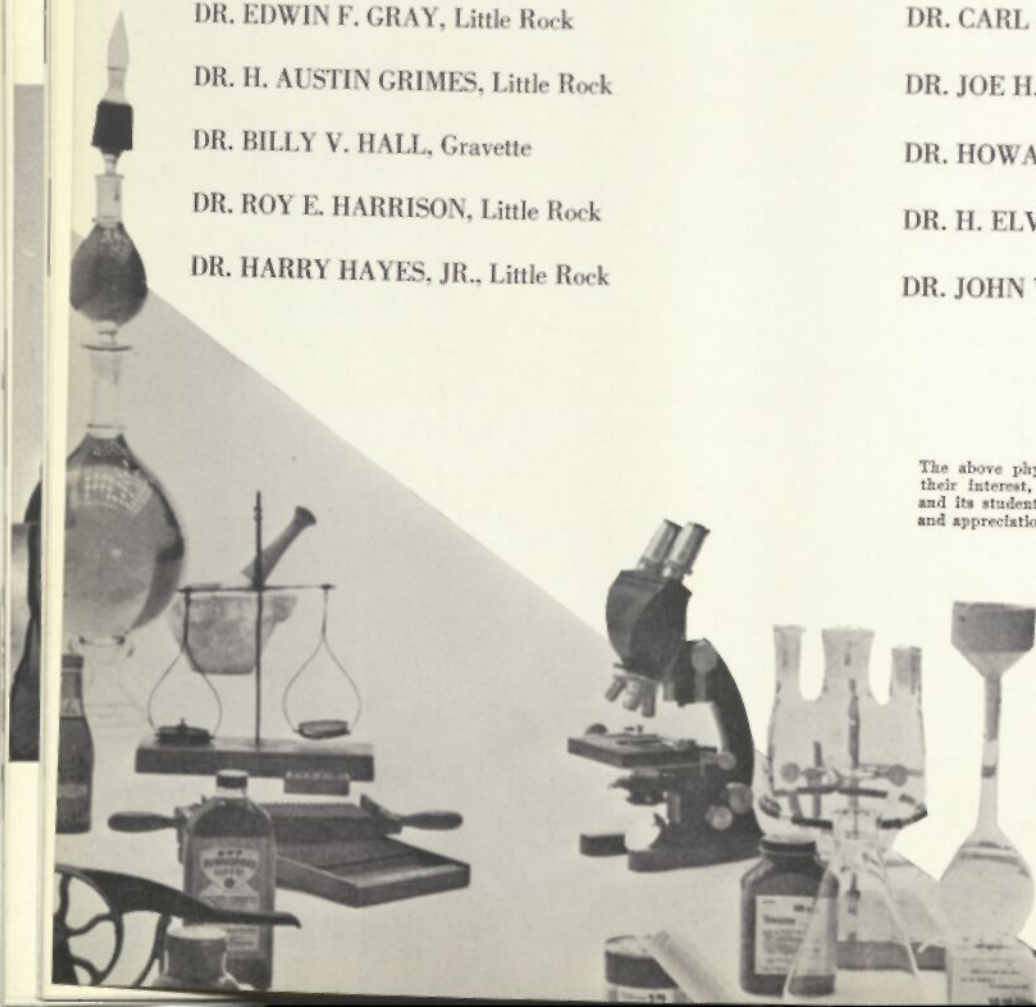 DR. EDWIN F. GRAY, Little Rock
DR. H. AUSTIN GRIMES, Little Rock
DR. BILLY V. HALL, Gravette
DR. ROY E. HARRISON, Little Rock
DR. HARRY HAYES, JR., Little Rock
DR. CARL
DR. JOE H.
DR. HOWA
DR. H. ELV
DR. JOHN
The above phy
their interest,
and its student
and appreciatio